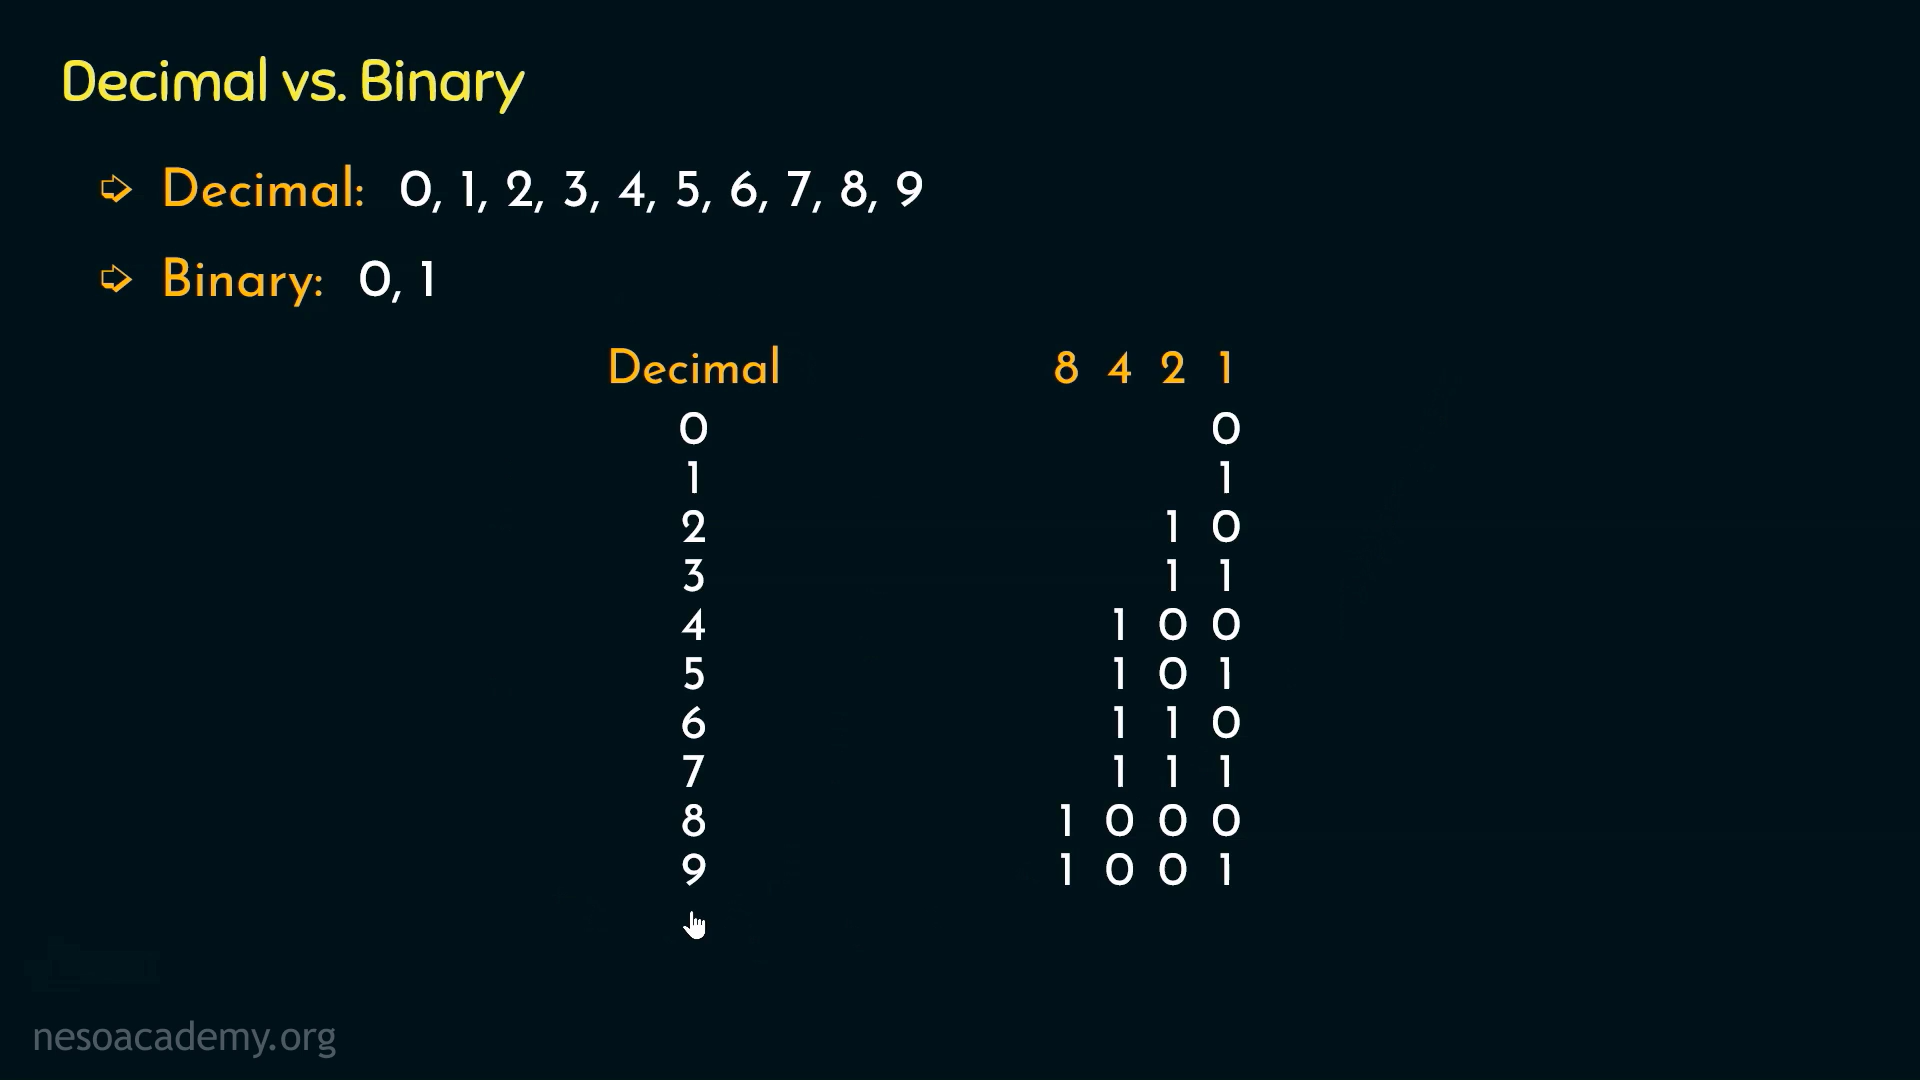 Decimal vs. Binary
➩ Decimal: 0, 1, 2, 3, 4, 5, 6, 7, 8, 9
➩ Binary: 0, 1
Decimal 8 4 2 1
0 0
1 1
2 1 0
3 1 1
4 1 0 0
5 1 0 1
6 1 1 0
7 1 1 1
8 1 0 0 0
9 1 0 0 1
nesoacademy.org